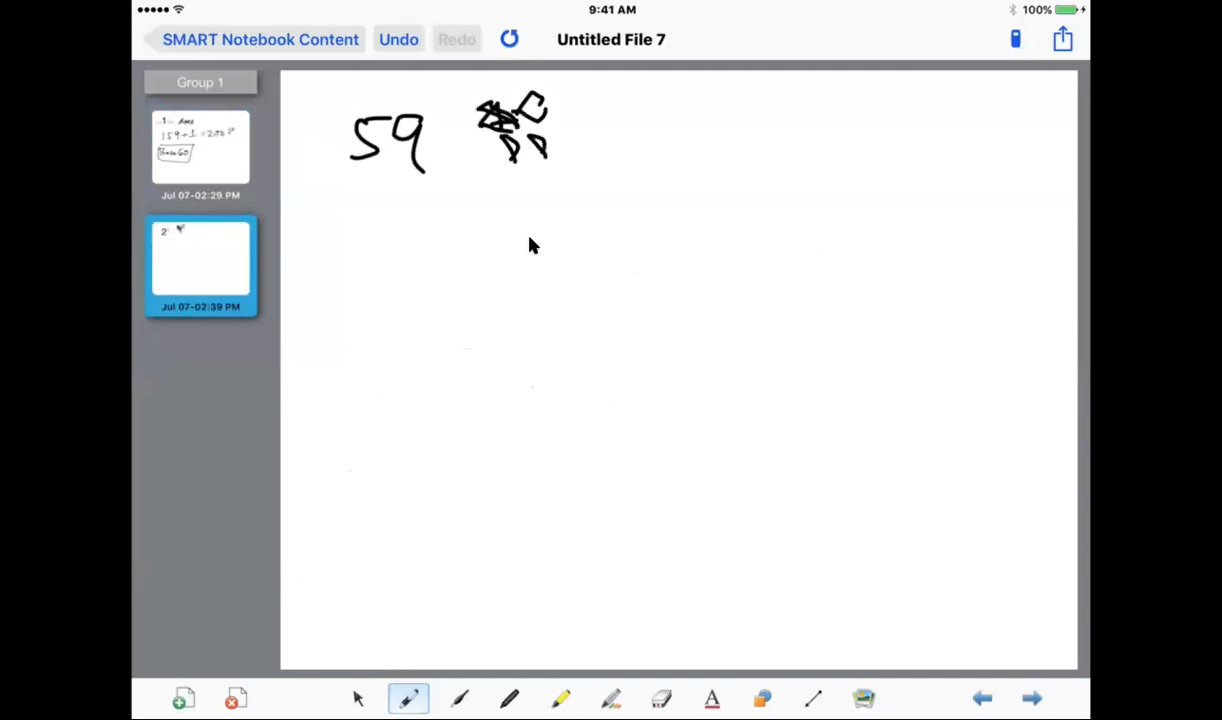 9:41 AM
100%
SMART Notebook Content
Undo
Redo
Untitled File 7
Group 1
Jul 07-02:29 PM
2
Jul 07-02:39 PM
59
A